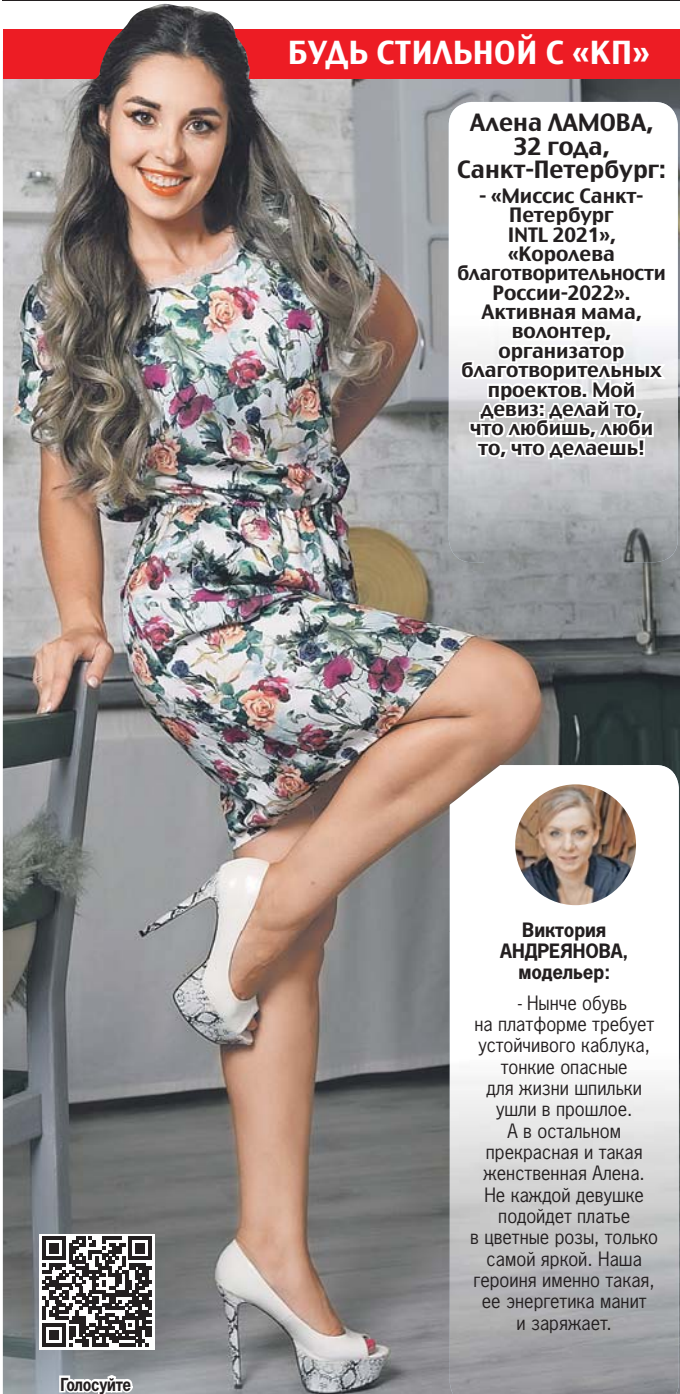 БУДЬ СТИЛЬНОЙ С «КП»
Алена ЛАМОВА,
32 года,
Санкт-Петербург:
- «Миссис Санкт-
Петербург
INTL 2021»,
«Королева
благотворительности
России-2022».
Активная мама,
волонтер,
организатор
благотворительных
проектов. Мой
девиз: делай то,
что любишь, люби
то, что делаешь!
Виктория
АНДРЕЯНОВА,
модельер:
- Нынче обувь
на платформе требует
устойчивого каблука,
тонкие опасные
для жизни шпильки
ушли в прошлое.
А в остальном
прекрасная и такая
женственная Алена.
Не каждой девушке
подойдет платье
в цветные розы, только
самой яркой. Наша
героиня именно такая,
ее энергетика манит
и заряжает.
Голосуйте